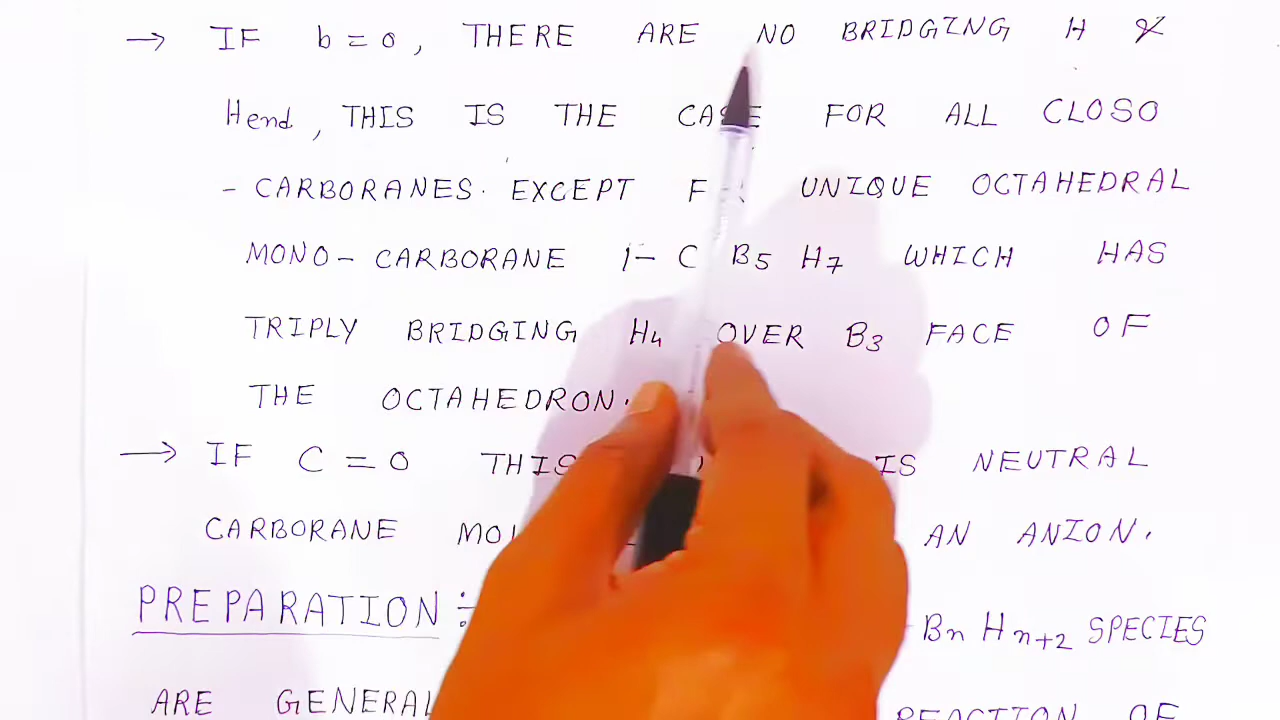 → IF b = 0, THERE ARE NO BRIDGING H &
Hend, THIS IS THE CASE FOR ALL CLOSO
- CARBORANES. EXCEPT UNIQUE OCTAHEDRAL
MONO- CARBORANE 1- C B5 H7 WHICH HAS
TRIPLY BRIDGING H4 OVER B3 FACE OF
THE OCTAHEDRON.
→ IF C = 0 THIS IS NEUTRAL
CARBORANE AN ANION.
PREPARATION :- Bn Hn+2 SPECIES
ARE REACTION OF